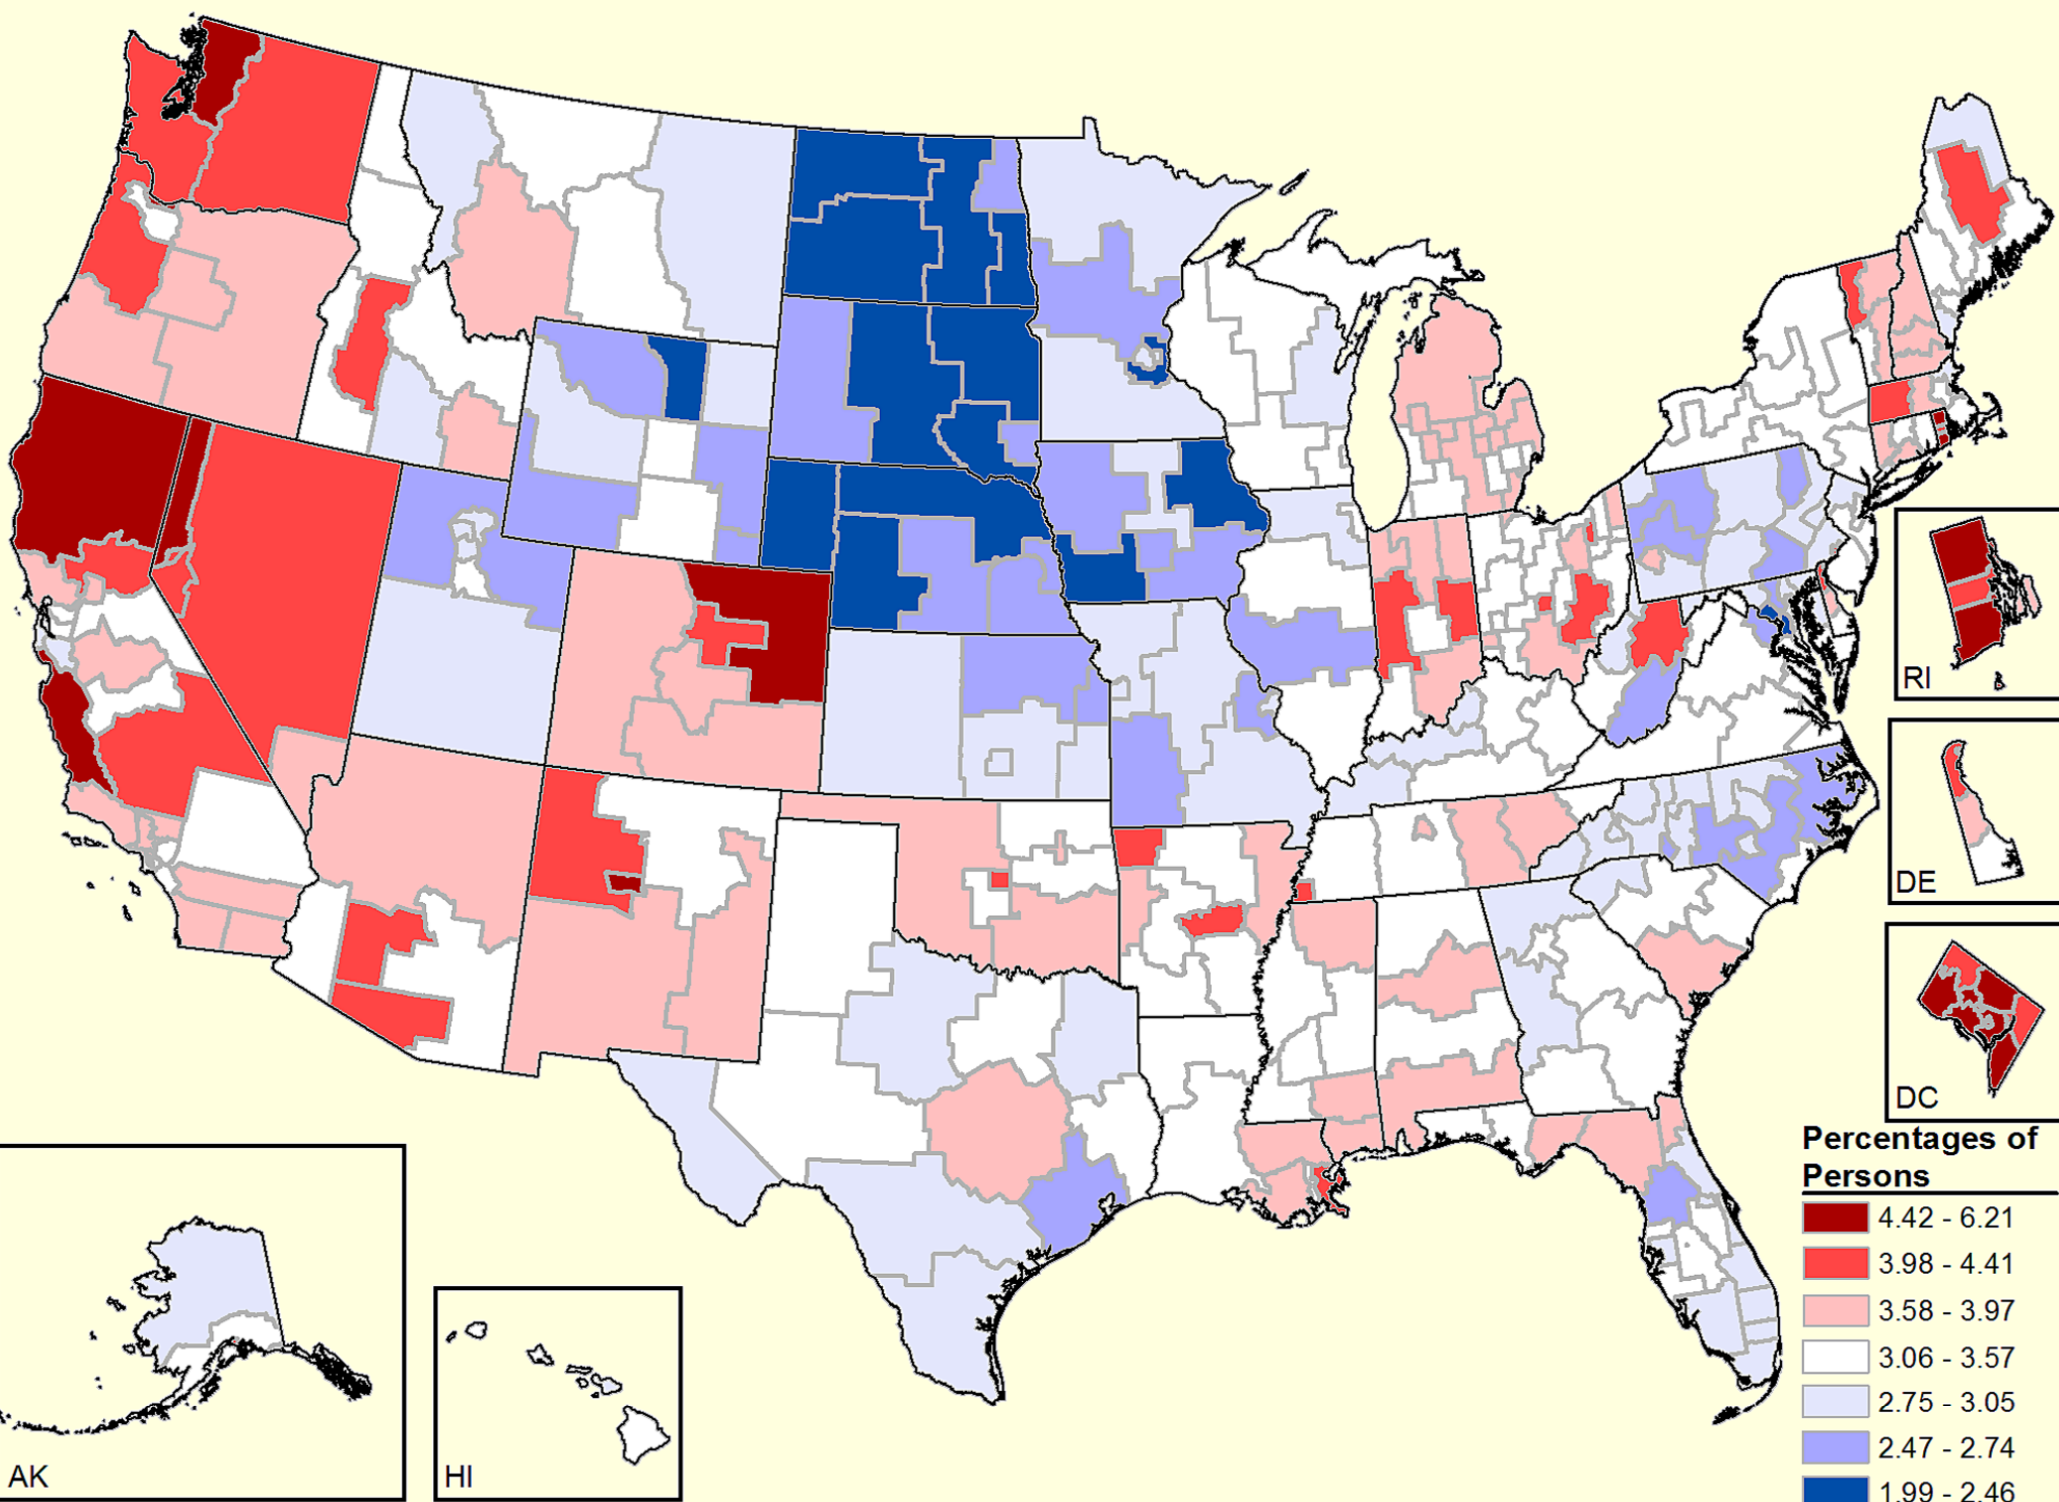 RI
DE
DC
Percentages of
Persons
4.42 - 6.21
3.98 - 4.41
3.58 - 3.97
3.06 - 3.57
2.75 - 3.05
2.47 - 2.74
1.99 - 2.46
AK
HI